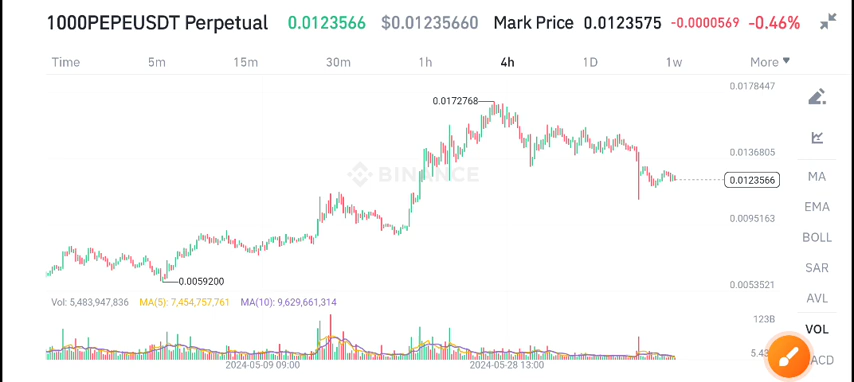 1000PEPEUSDT Perpetual 0.0123566 $0.01235660 Mark Price 0.0123575 -0.0000569 -0.46%
Time 5m 15m 30m 1h 4h 1D 1w More
0.0178447
0.0172768
0.0136805
BINANCE
0.0123566
MA
EMA
0.0095163
BOLL
SAR
0.0059200
0.0053521
AVL
Vol: 5,483,947,836 MA(5): 7,454,757,761 MA(10): 9,629,661,314
123B
VOL
2024-05-09 09:00 2024-05-28 13:00